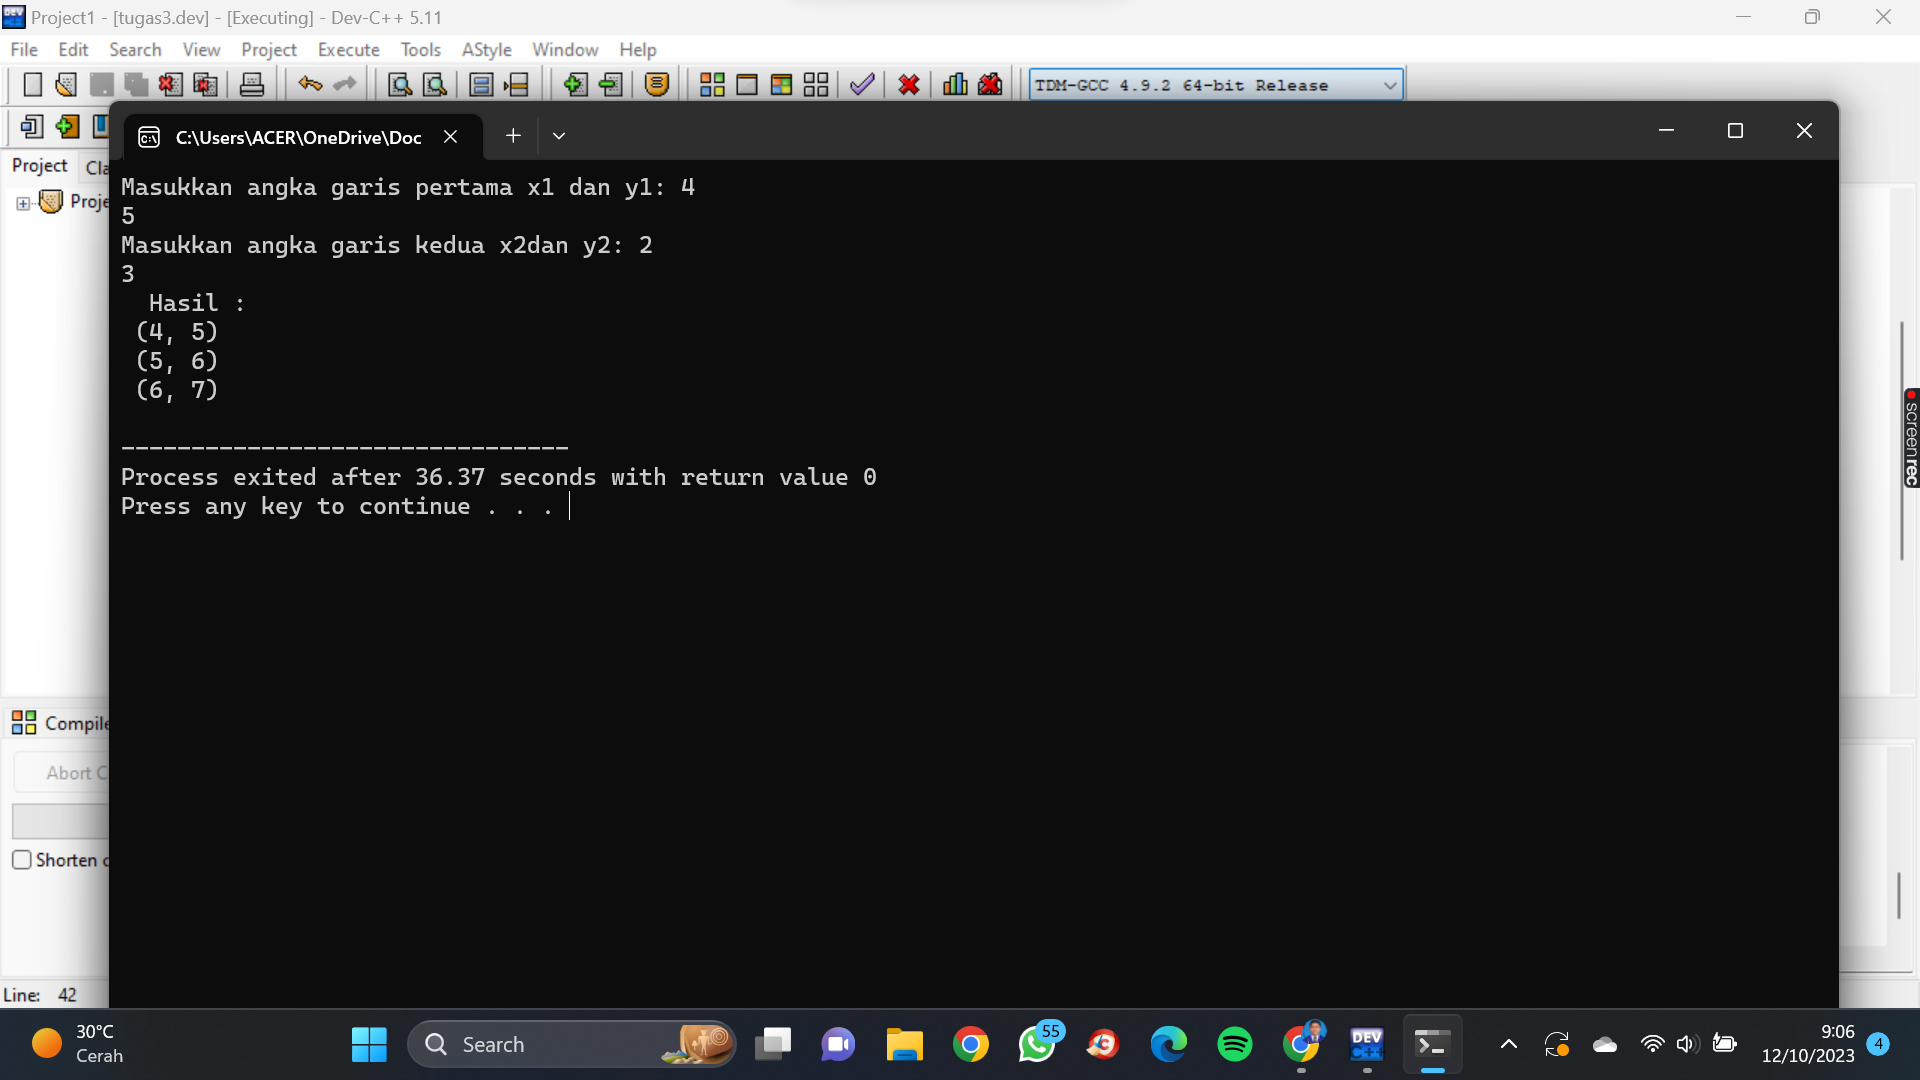 Project1 - [tugas3.dev] - [Executing] - Dev-C++ 5.11
File Edit Search View Project Execute Tools AStyle Window Help
TDM-GCC 4.9.2 64-bit Release
C:\Users\ACER\OneDrive\Doc
Project Cla
Proje
Masukkan angka garis pertama x1 dan y1: 4
5
Masukkan angka garis kedua x2dan y2: 2
3
Hasil :
(4, 5)
(5, 6)
(6, 7)
--------------------------------
Process exited after 36.37 seconds with return value 0
Press any key to continue . . .
screenrec
Compile
Abort C
Shorten c
Line: 42
30°C
Cerah
Search
55
DEV
C++
9:06
12/10/2023
4